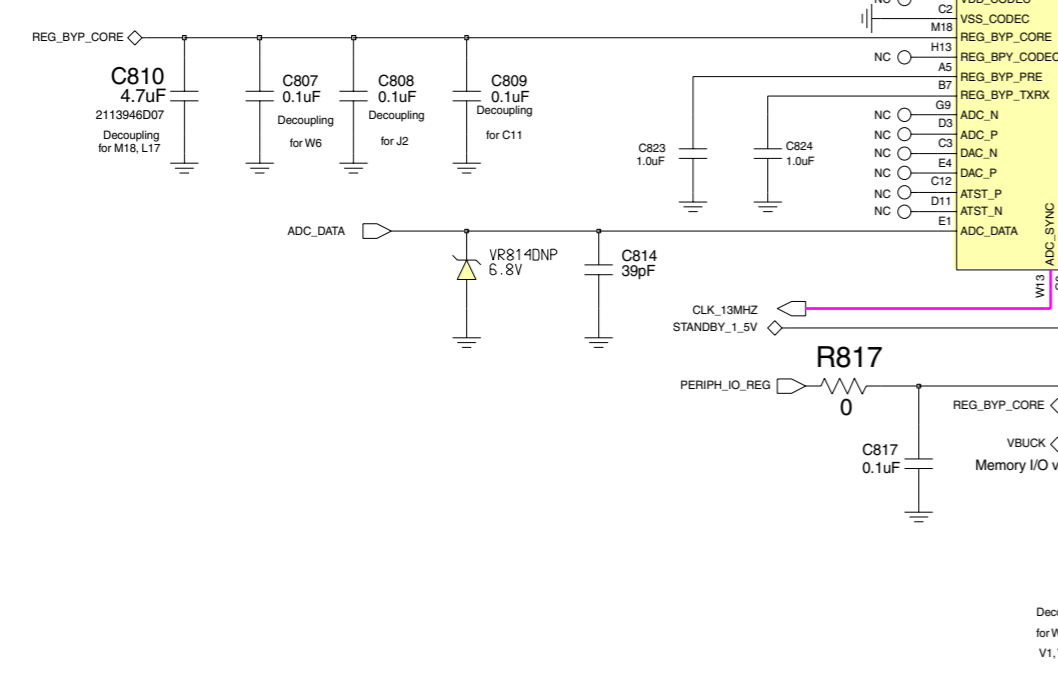 NC
VDD_CODEC
C2
VSS_CODEC
M18
REG_BYP_CORE
REG_BYP_CORE
H13
NC
REG_BPY_CODEC
A5
REG_BYP_PRE
B7
REG_BYP_TXRX
G9
NC
ADC_N
D3
NC
ADC_P
C3
NC
DAC_N
E4
NC
DAC_P
C12
NC
ATST_P
D11
NC
ATST_N
E1
ADC_DATA
ADC_SYNC
W13
C810
4.7uF
2113946D07
Decoupling
for M18, L17
C807
0.1uF
Decoupling
for W6
C808
0.1uF
Decoupling
for J2
C809
0.1uF
Decoupling
for C11
C823
1.0uF
C824
1.0uF
ADC_DATA
VR814DNP
6.8V
C814
39pF
CLK_13MHZ
STANDBY_1_5V
R817
PERIPH_IO_REG
0
REG_BYP_CORE
C817
0.1uF
VBUCK
Memory I/O v
Deco
for W
V1,